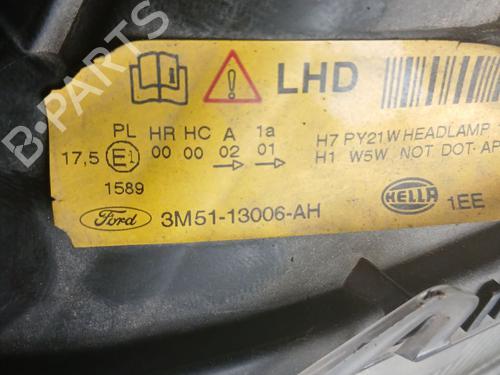 LHD
PL HR HC A 1a
17,5 E1 00 00 02 01
1589
H7 PY21W HEADLAMP
H1 W5W NOT DOT-AP
Ford 3M51-13006-AH HELLA 1EE
B-PARTS